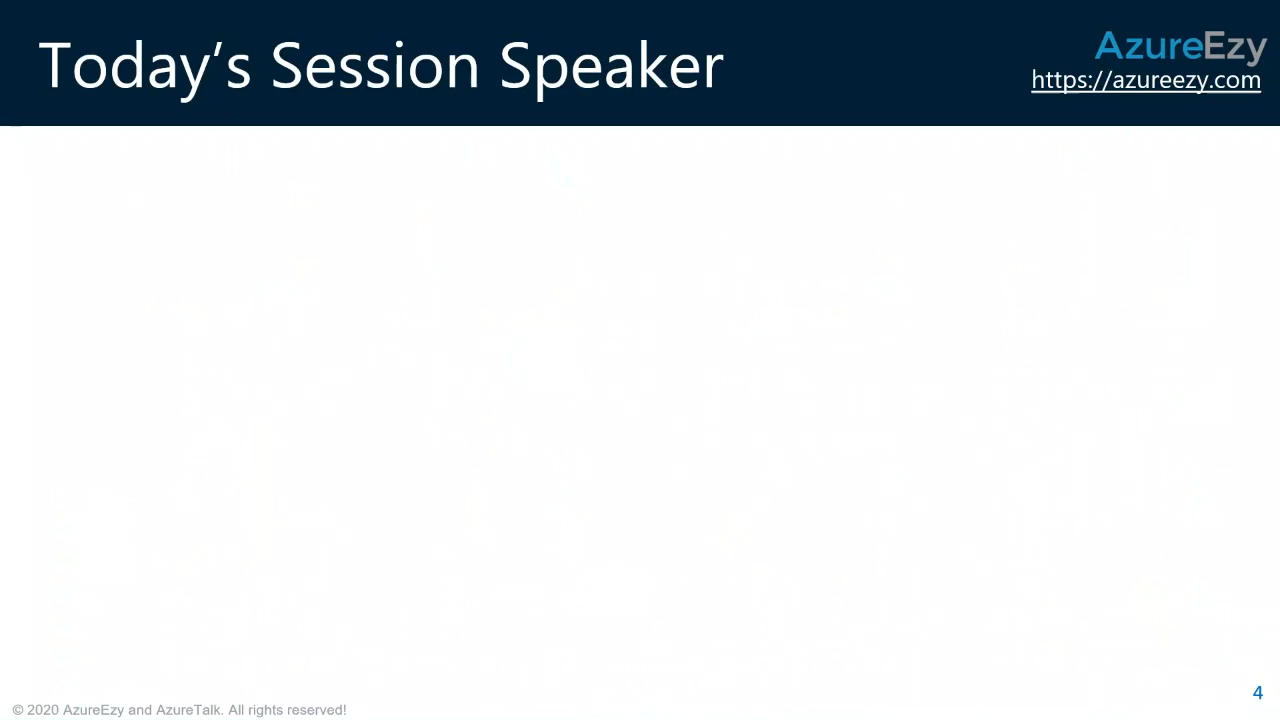 Today’s Session Speaker
AzureEzy
https://azureezy.com
© 2020 AzureEzy and AzureTalk. All rights reserved!
4